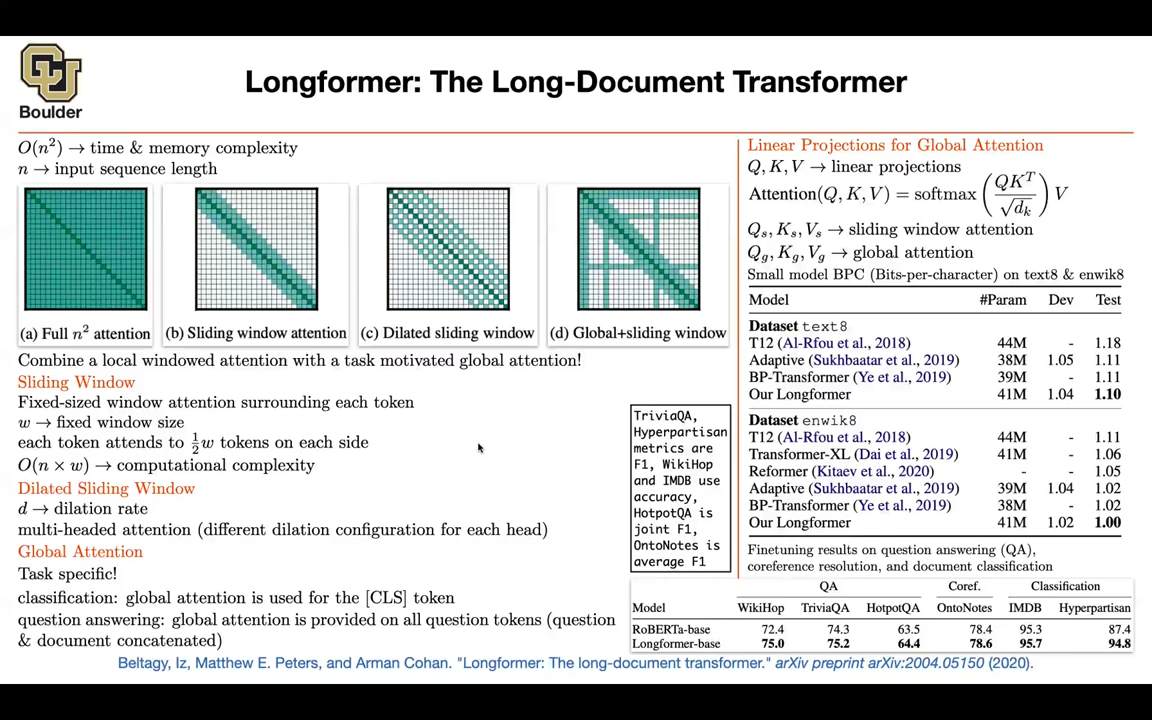 Boulder
Longformer: The Long-Document Transformer
O(n²) → time & memory complexity
n → input sequence length
(a) Full n² attention
(b) Sliding window attention
(c) Dilated sliding window
(d) Global+sliding window
Combine a local windowed attention with a task motivated global attention!
Sliding Window
Fixed-sized window attention surrounding each token
w → fixed window size
each token attends to ½w tokens on each side
O(n × w) → computational complexity
Dilated Sliding Window
d → dilation rate
multi-headed attention (different dilation configuration for each head)
Global Attention
Task specific!
classification: global attention is used for the [CLS] token
question answering: global attention is provided on all question tokens (question
& document concatenated)
TriviaQA,
Hyperpartisan
metrics are
F1, WikiHop
and IMDB use
accuracy,
HotpotQA is
joint F1,
OntoNotes is
average F1
Linear Projections for Global Attention
Q, K, V → linear projections
Attention(Q, K, V) = softmax (QKᵀ / √dₖ) V
Qₛ, Kₛ, Vₛ → sliding window attention
Q_g, K_g, V_g → global attention
Small model BPC (Bits-per-character) on text8 & enwik8
Model #Param Dev Test
Dataset text8
T12 (Al-Rfou et al., 2018) 44M - 1.18
Adaptive (Sukhbaatar et al., 2019) 38M 1.05 1.11
BP-Transformer (Ye et al., 2019) 39M - 1.11
Our Longformer 41M 1.04 1.10
Dataset enwik8
T12 (Al-Rfou et al., 2018) 44M - 1.11
Transformer-XL (Dai et al., 2019) 41M - 1.06
Reformer (Kitaev et al., 2020) - - 1.05
Adaptive (Sukhbaatar et al., 2019) 39M 1.04 1.02
BP-Transformer (Ye et al., 2019) 38M - 1.02
Our Longformer 41M 1.02 1.00
Finetuning results on question answering (QA),
coreference resolution, and document classification
QA Coref. Classification
Model WikiHop TriviaQA HotpotQA OntoNotes IMDB Hyperpartisan
RoBERTa-base 72.4 74.3 63.5 78.4 95.3 87.4
Longformer-base 75.0 75.2 64.4 78.6 95.7 94.8
Beltagy, Iz, Matthew E. Peters, and Arman Cohan. "Longformer: The long-document transformer." arXiv preprint arXiv:2004.05150 (2020).